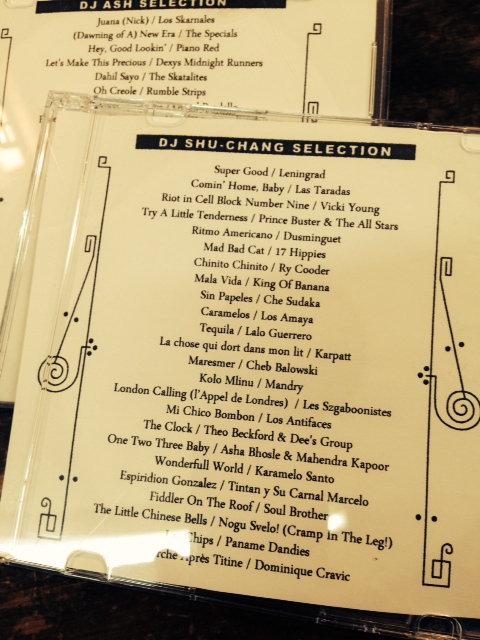 DJ ASH SELECTION
Juana (Nick) / Los Skarnales
(Dawning of A) New Era / The Specials
Hey, Good Lookin' / Piano Red
Let's Make This Precious / Dexys Midnight Runners
Dahil Sayo / The Skatalites
Oh Creole / Rumble Strips
DJ SHU-CHANG SELECTION
Super Good / Leningrad
Comin' Home, Baby / Las Taradas
Riot in Cell Block Number Nine / Vicki Young
Try A Little Tenderness / Prince Buster & The All Stars
Ritmo Americano / Dusminguet
Mad Bad Cat / 17 Hippies
Chinito Chinito / Ry Cooder
Mala Vida / King Of Banana
Sin Papeles / Che Sudaka
Caramelos / Los Amaya
Tequila / Lalo Guerrero
La chose qui dort dans mon lit / Karpatt
Maresmer / Cheb Balowski
Kolo Mlinu / Mandry
London Calling (l'Appel de Londres) / Les Szgaboonistes
Mi Chico Bombon / Los Antifaces
The Clock / Theo Beckford & Dee's Group
One Two Three Baby / Asha Bhosle & Mahendra Kapoor
Wonderfull World / Karamelo Santo
Espiridion Gonzalez / Tintan y Su Carnal Marcelo
Fiddler On The Roof / Soul Brother
The Little Chinese Bells / Nogu Svelo! (Cramp In The Leg!)
Chips / Paname Dandies
Après Titine / Dominique Cravic